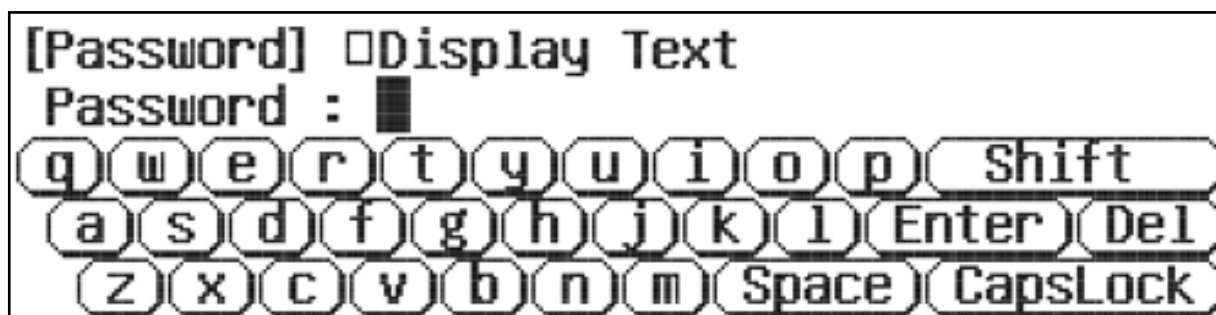 [Password] □Display Text
Password :
q w e r t y u i o p Shift
a s d f g h j k l Enter Del
z x c v b n m Space CapsLock